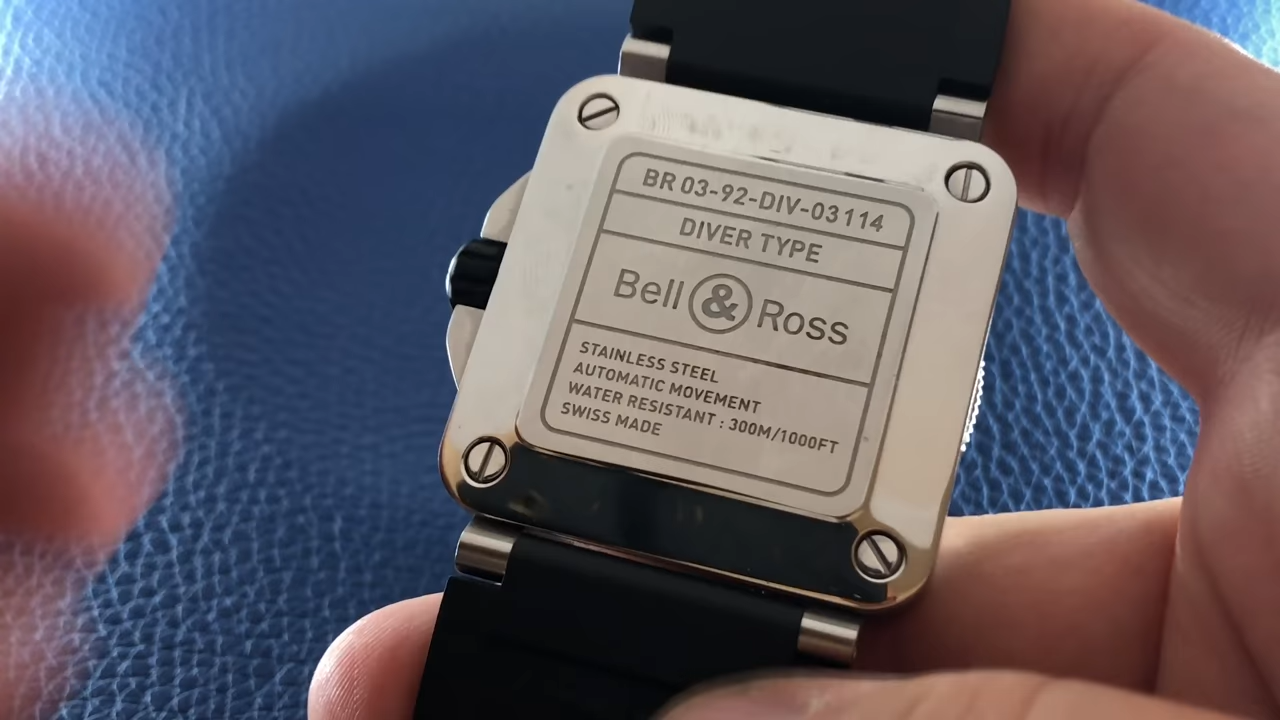 BR 03-92-DIV-03114
DIVER TYPE
Bell & Ross
STAINLESS STEEL
AUTOMATIC MOVEMENT
WATER RESISTANT : 300M/1000FT
SWISS MADE